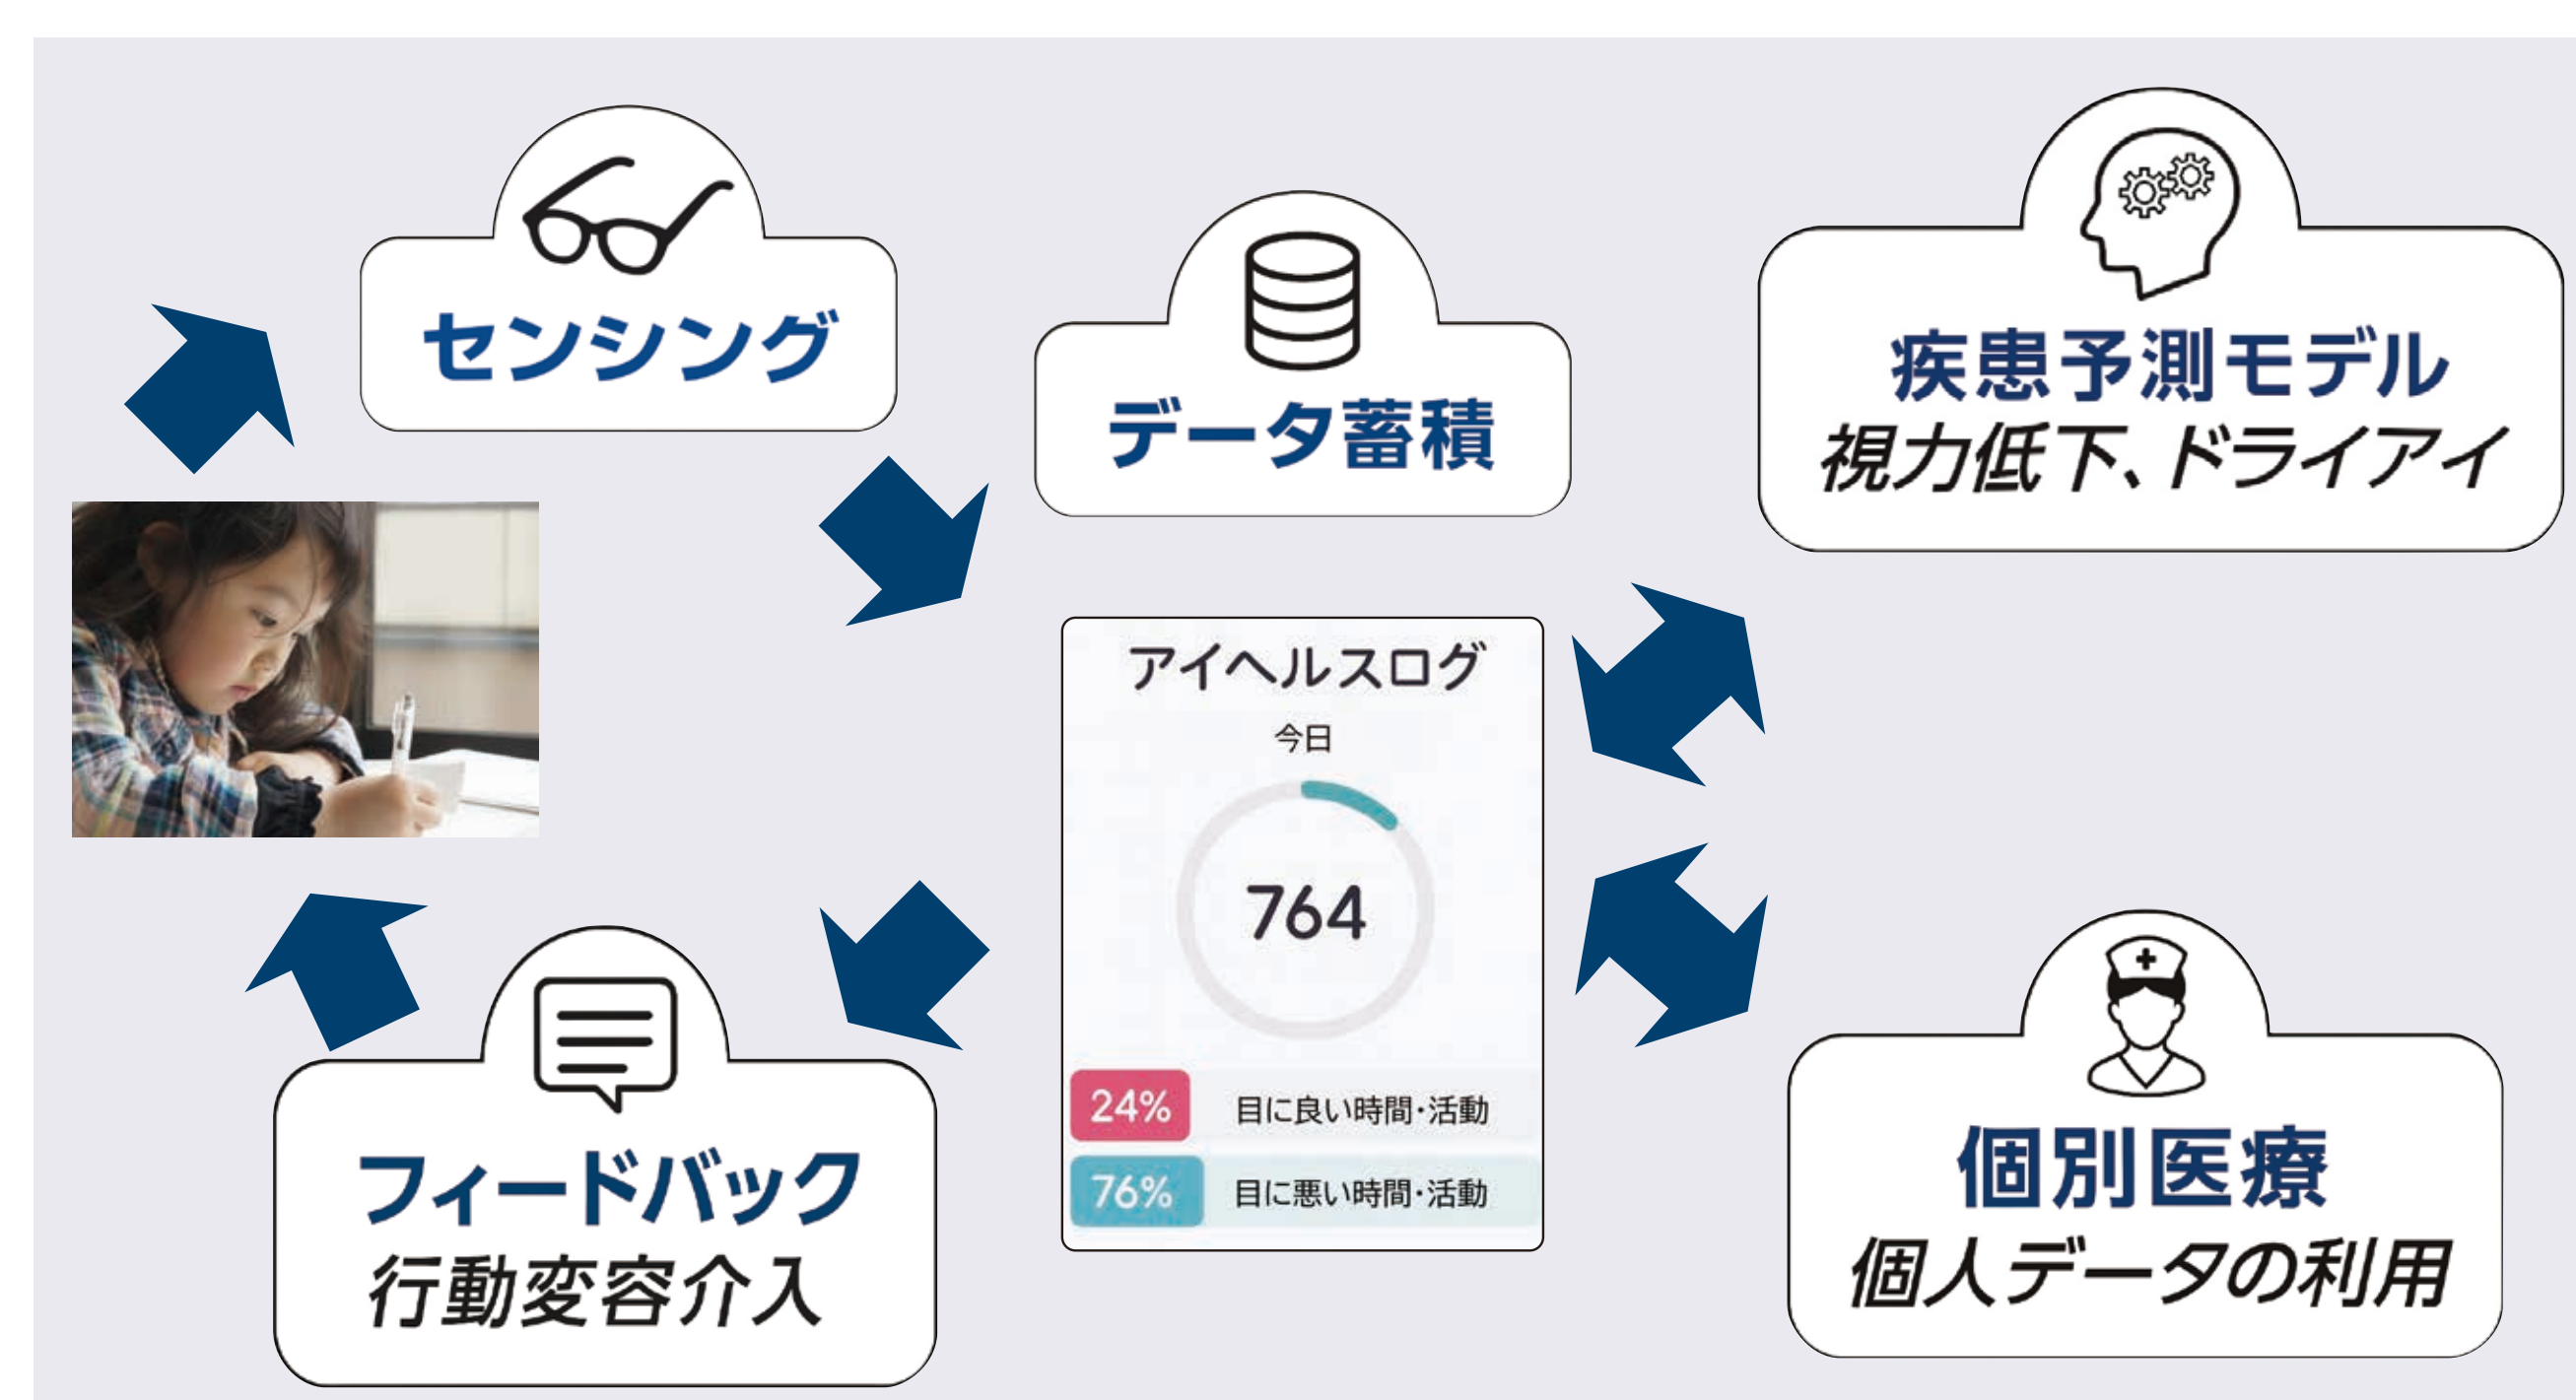 センシング
データ蓄積
疾患予測モデル
視力低下、ドライアイ
アイヘルスログ
今日
764
24% 目に良い時間・活動
76% 目に悪い時間・活動
フィードバック
行動変容介入
個別医療
個人データの利用